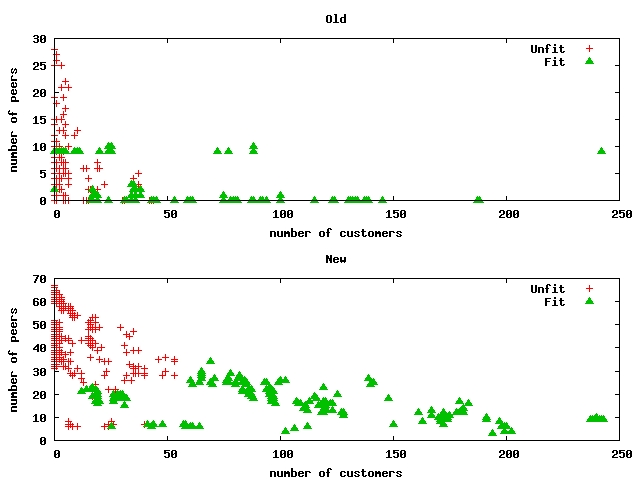 Old
30
Unfit
Fit
25
20
15
10
5
0
number of peers
0 50 100 150 200 250
number of customers
New
70
Unfit
Fit
60
50
40
30
20
10
0
number of peers
0 50 100 150 200 250
number of customers